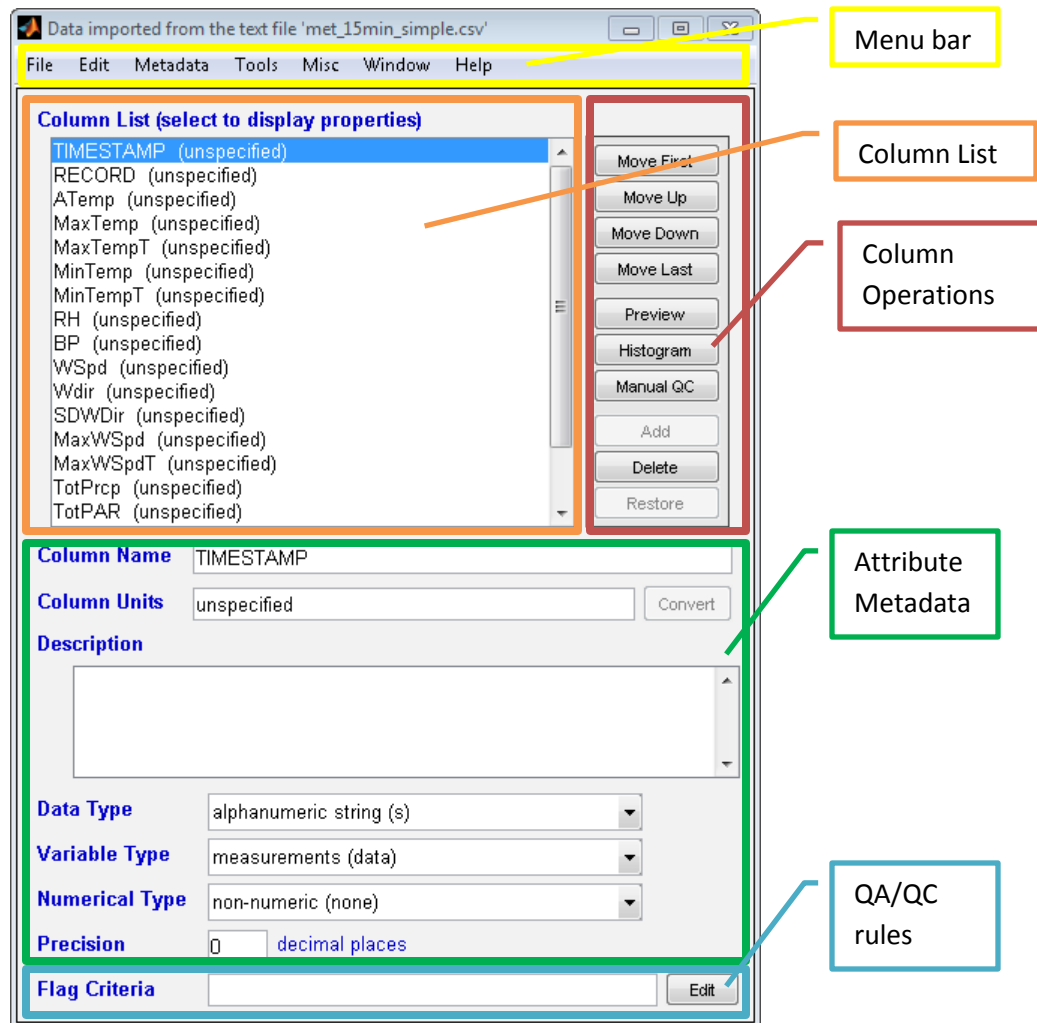 Data imported from the text file 'met_15min_simple.csv'
File Edit Metadata Tools Misc Window Help
Menu bar
Column List (select to display properties)
TIMESTAMP (unspecified)
RECORD (unspecified)
ATemp (unspecified)
MaxTemp (unspecified)
MaxTempT (unspecified)
MinTemp (unspecified)
MinTempT (unspecified)
RH (unspecified)
BP (unspecified)
WSpd (unspecified)
Wdir (unspecified)
SDWDir (unspecified)
MaxWSpd (unspecified)
MaxWSpdT (unspecified)
TotPrcp (unspecified)
TotPAR (unspecified)
Move First
Move Up
Move Down
Move Last
Preview
Histogram
Manual QC
Add
Delete
Restore
Column List
Column
Operations
Column Name TIMESTAMP
Column Units unspecified Convert
Description
Data Type alphanumeric string (s)
Variable Type measurements (data)
Numerical Type non-numeric (none)
Precision 0 decimal places
Attribute
Metadata
Flag Criteria Edit
QA/QC
rules